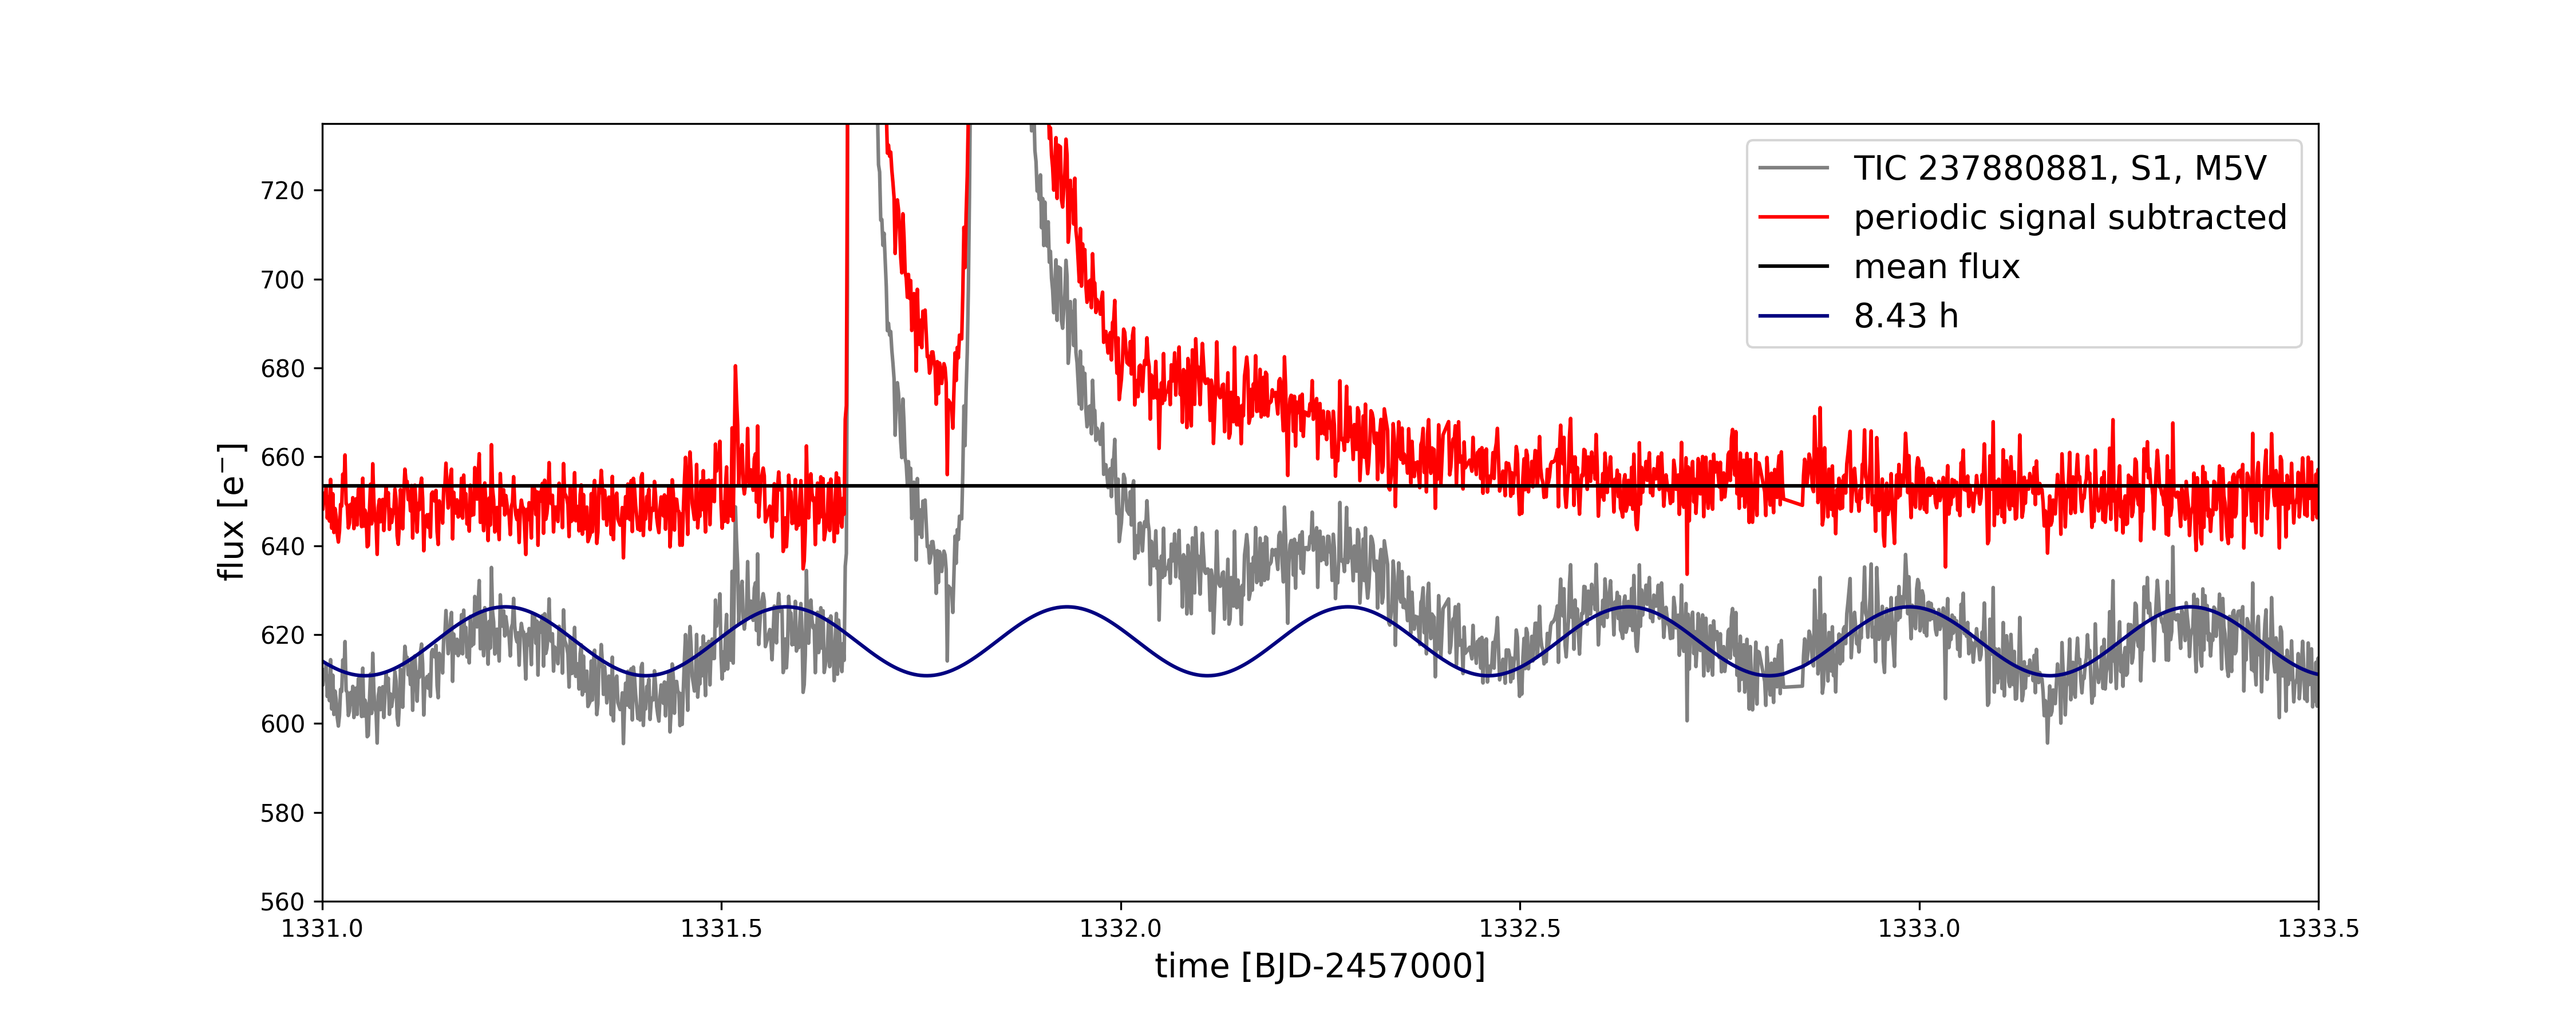 TIC 237880881, S1, M5V
periodic signal subtracted
mean flux
8.43 h
flux [e⁻]
720
700
680
660
640
620
600
580
560
1331.0 1331.5 1332.0 1332.5 1333.0 1333.5
time [BJD-2457000]